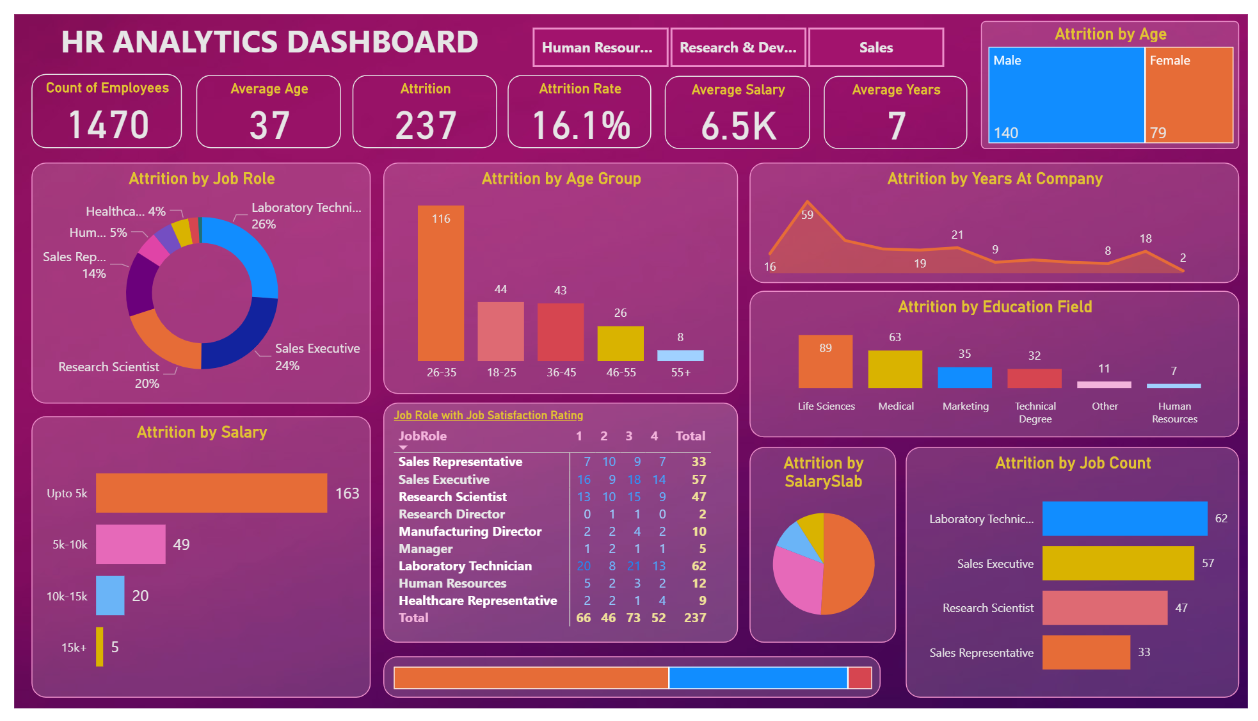 HR ANALYTICS DASHBOARD
Human Resour...
Research & Dev...
Sales
Attrition by Age
Male
Female
140
79
Count of Employees
1470
Average Age
37
Attrition
237
Attrition Rate
16.1%
Average Salary
6.5K
Average Years
7
Attrition by Job Role
Healthca... 4%
Hum... 5%
Sales Rep...
14%
Research Scientist
20%
Laboratory Techni...
26%
Sales Executive
24%
Attrition by Age Group
116
44
43
26
8
26-35
18-25
36-45
46-55
55+
Attrition by Years At Company
16
59
19
21
9
8
18
2
Attrition by Education Field
89
63
35
32
11
7
Life Sciences
Medical
Marketing
Technical
Degree
Other
Human
Resources
Attrition by Salary
Upto 5k 163
5k-10k 49
10k-15k 20
15k+ 5
Job Role with Job Satisfaction Rating
JobRole 1 2 3 4 Total
Sales Representative 7 10 9 7 33
Sales Executive 16 9 18 14 57
Research Scientist 13 10 15 9 47
Research Director 0 1 1 0 2
Manufacturing Director 2 2 4 2 10
Manager 1 2 1 1 5
Laboratory Technician 20 8 21 13 62
Human Resources 5 2 3 2 12
Healthcare Representative 2 2 1 4 9
Total 66 46 73 52 237
Attrition by
SalarySlab
Attrition by Job Count
Laboratory Technic... 62
Sales Executive 57
Research Scientist 47
Sales Representative 33